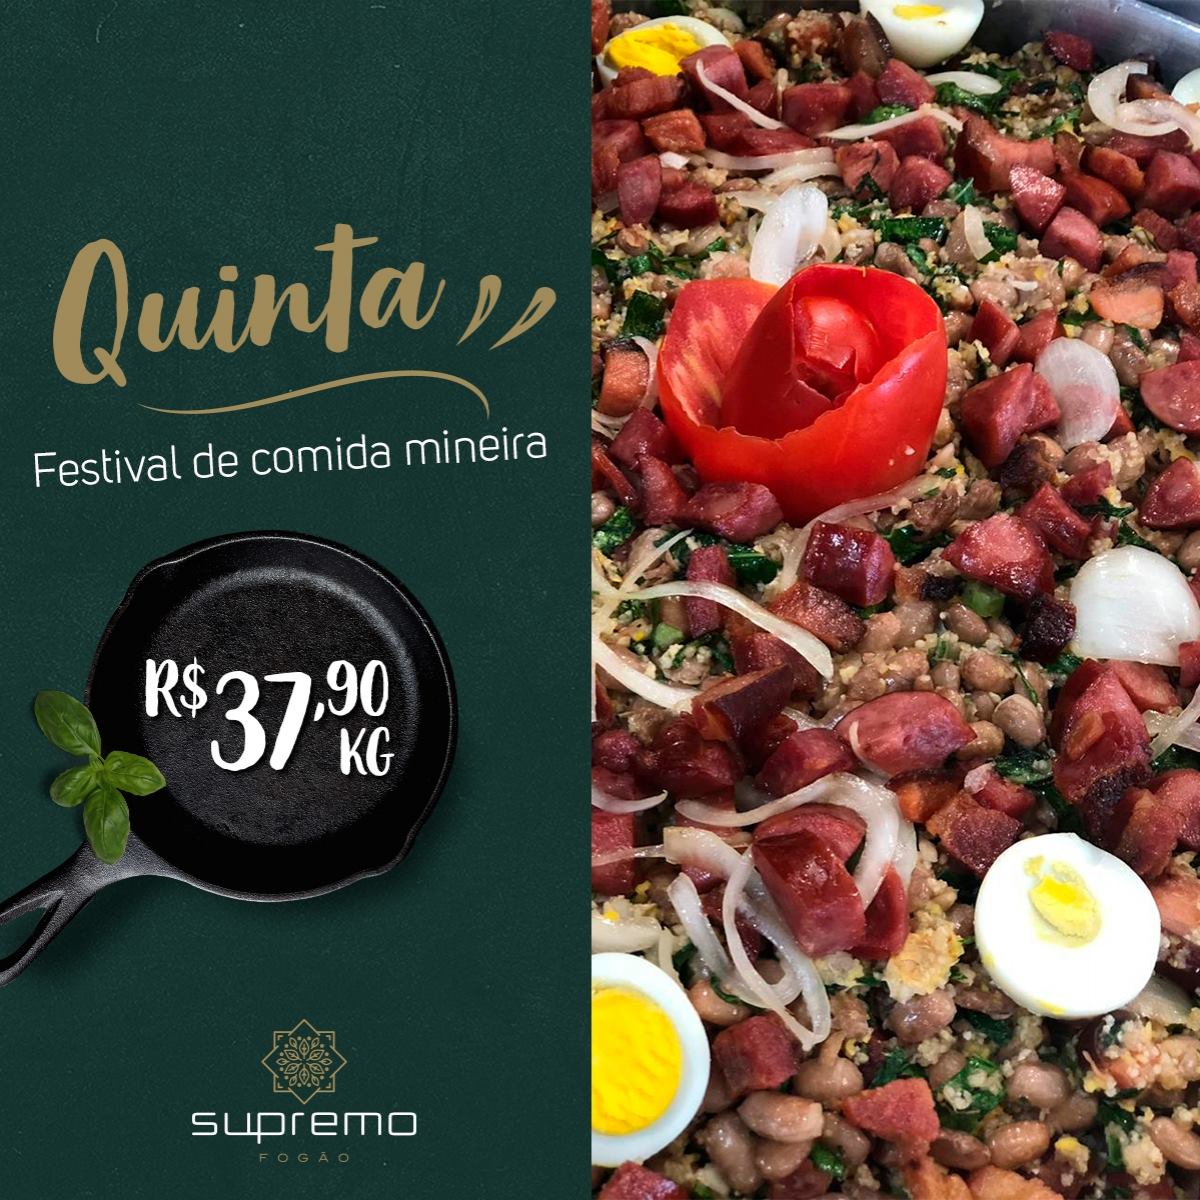 Quinta
Festival de comida mineira
R$ 37,90
KG
supremo
FOGÃO